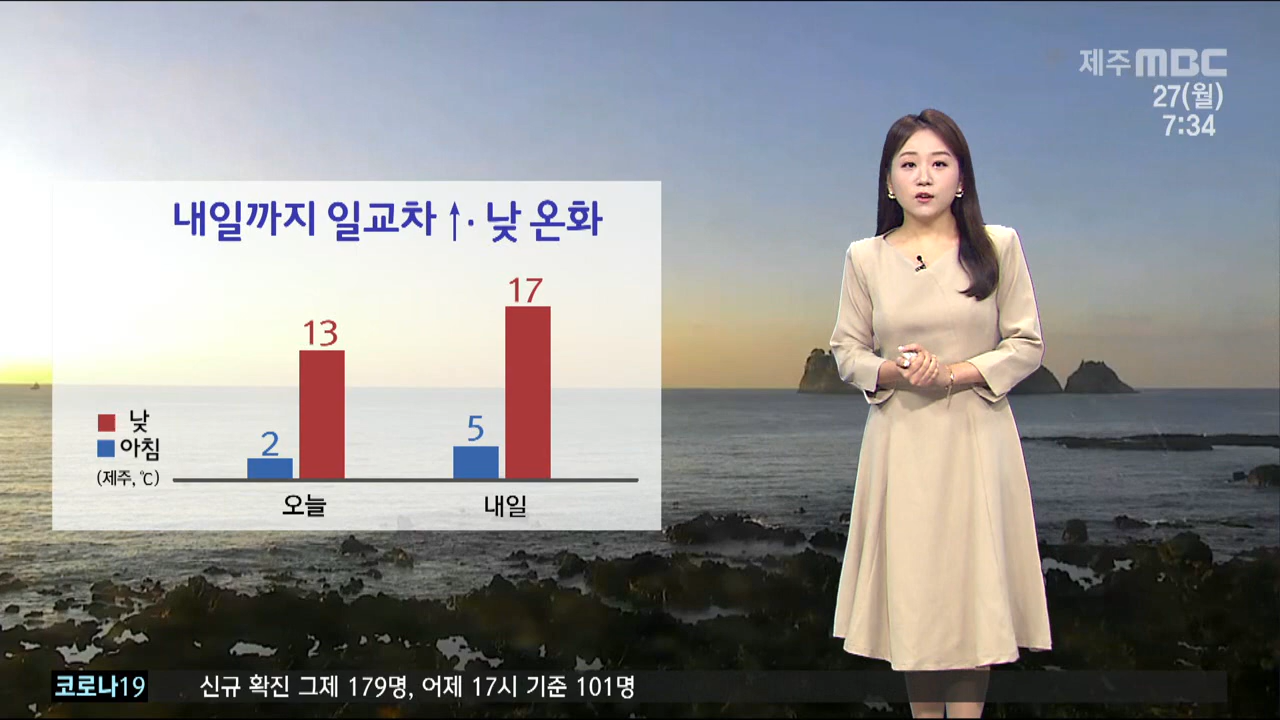 제주MBC
27(월)
7:34
내일까지 일교차↑· 낮 온화
17
13
5
2
낮
아침
(제주, ℃)
오늘 내일
코로나19 신규 확진 그제 179명, 어제 17시 기준 101명